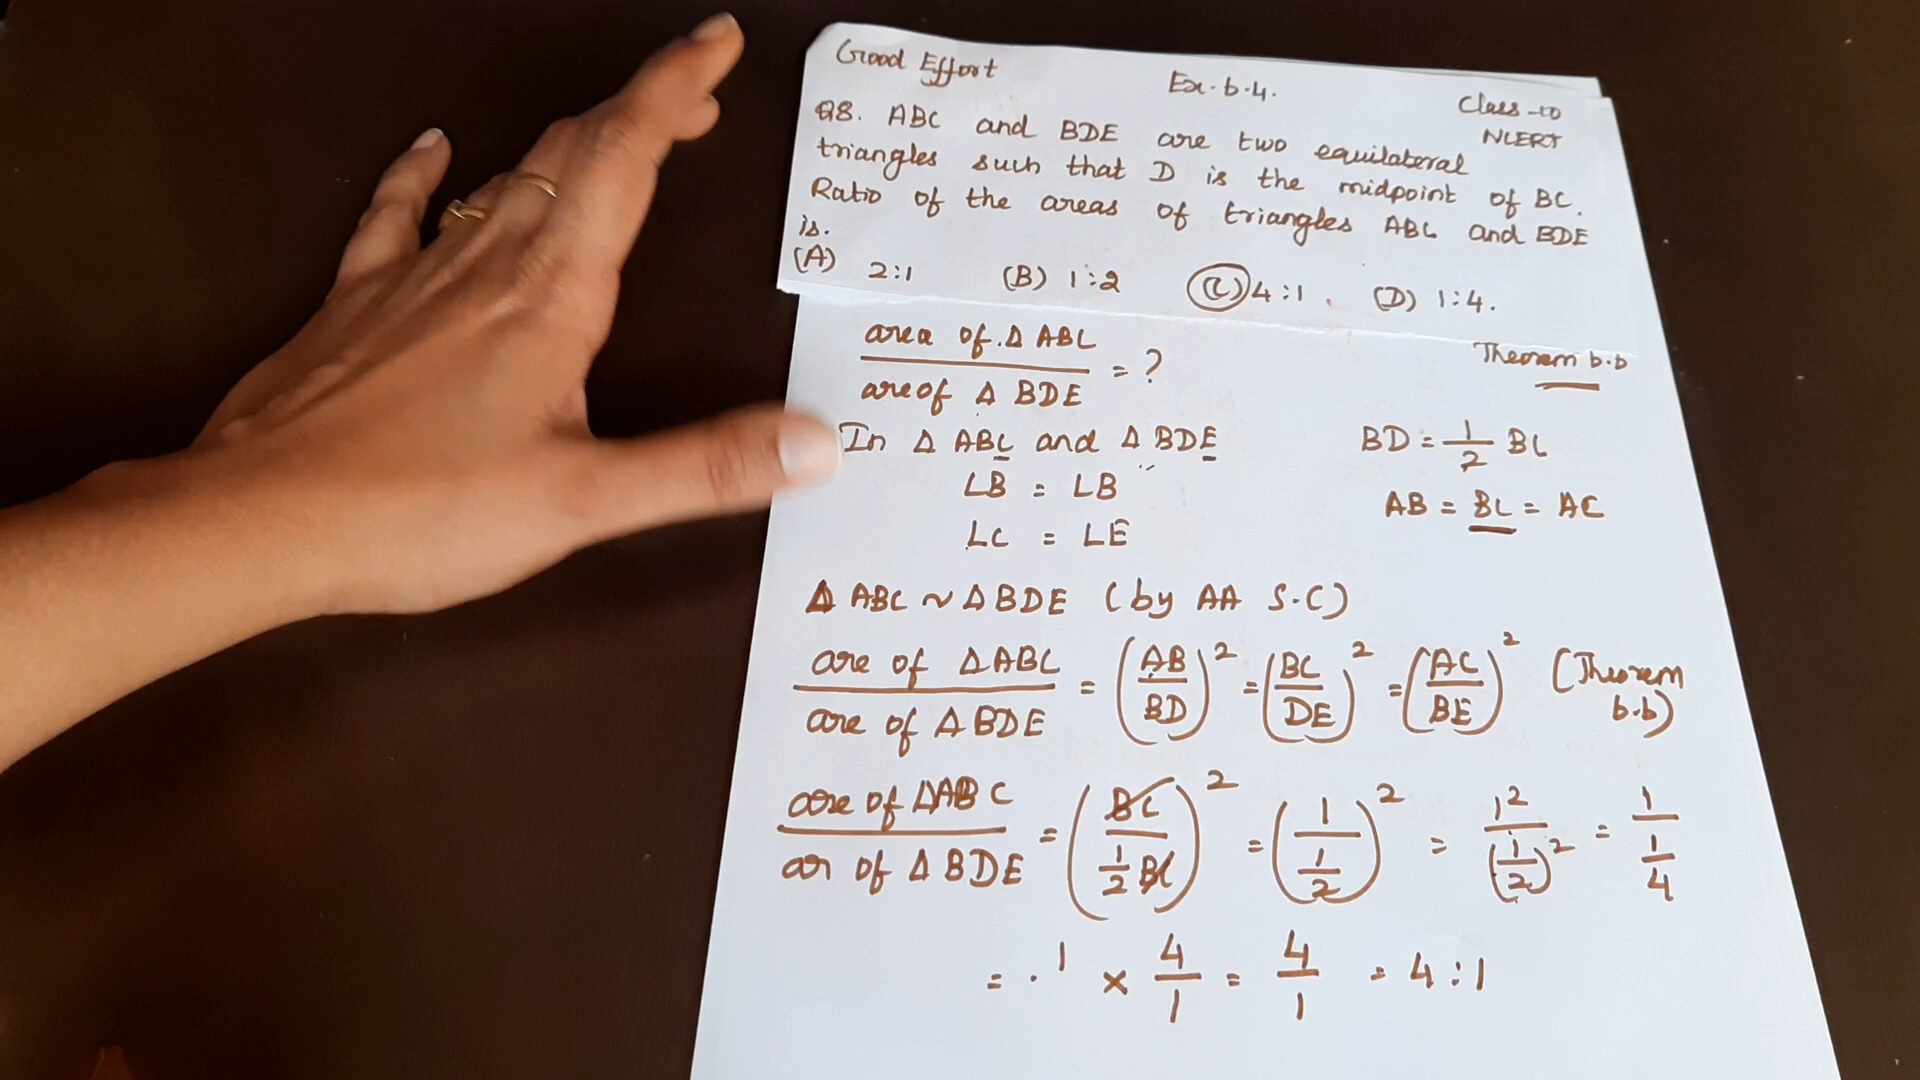 Good Effort Ex. 6.4. Class-10
NCERT
Q8. ABC and BDE are two equilateral
triangles such that D is the midpoint of BC.
Ratio of the areas of triangles ABC and BDE
is.
(A) 2:1 (B) 1:2 (C) 4:1 . (D) 1:4.
area of Δ ABC / are of Δ BDE = ?
Theorem 6.6
In Δ ABC and Δ BDE
BD = 1/2 BC
∠B = ∠B
AB = BC = AC
∠C = ∠E
Δ ABC ~ Δ BDE (by AA S.C)
are of ΔABC / are of ΔBDE = (AB/BD)² = (BC/DE)² = (AC/BE)² (Theorem 6.6)
are of ΔABC / ar of ΔBDE = (BC / 1/2 BC)² = (1 / 1/2)² = 1² / (1/2)² = 1 / 1/4
= 1 × 4/1 = 4/1 = 4:1